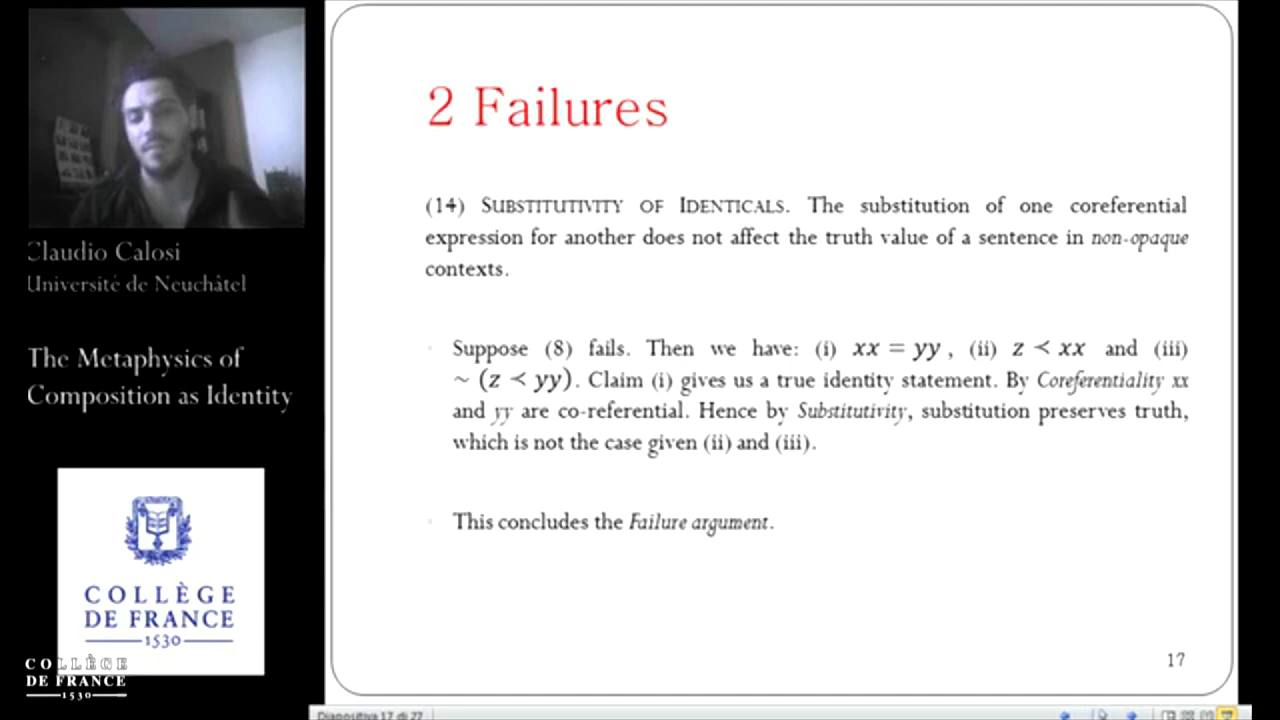 Claudio Calosi
Université de Neuchâtel
The Metaphysics of
Composition as Identity
COLLÈGE
DE FRANCE
1530
COLLÈGE
DE FRANCE
1530
2 Failures
(14) SUBSTITUTIVITY OF IDENTICALS. The substitution of one coreferential
expression for another does not affect the truth value of a sentence in non-opaque
contexts.
Suppose (8) fails. Then we have: (i) xx = yy , (ii) z < xx and (iii)
~ (z < yy). Claim (i) gives us a true identity statement. By Coreferentiality xx
and yy are co-referential. Hence by Substitutivity, substitution preserves truth,
which is not the case given (ii) and (iii).
This concludes the Failure argument.
17
Diapositiva 17 di 22